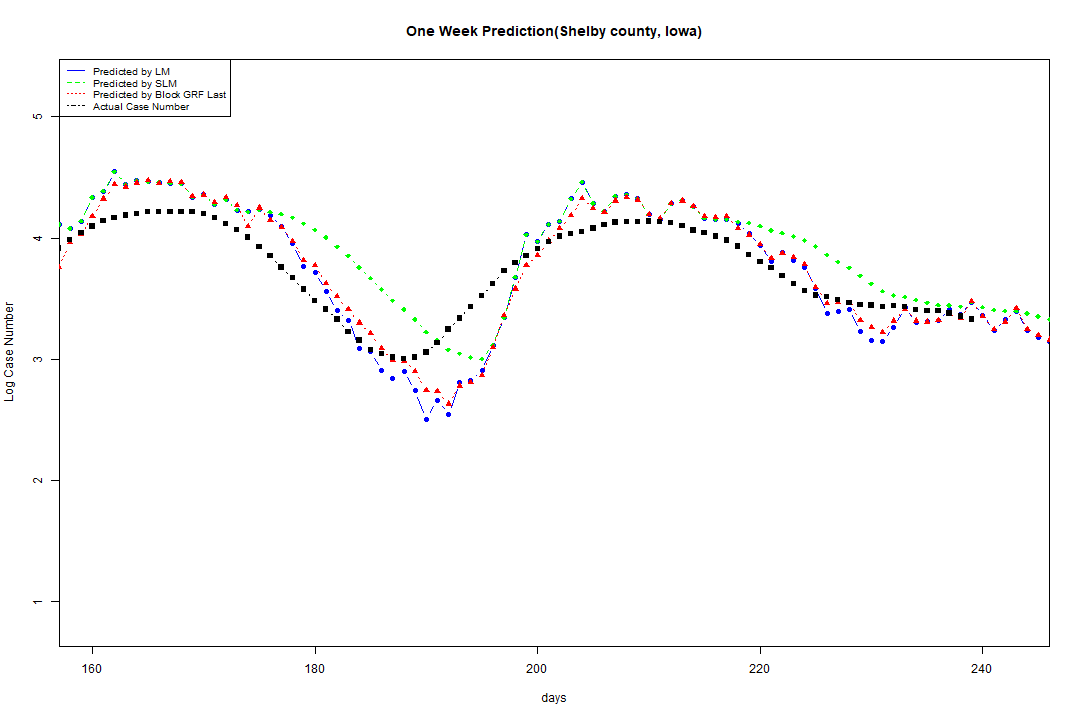 One Week Prediction(Shelby county, Iowa)
Predicted by LM
Predicted by SLM
Predicted by Block GRF Last
Actual Case Number
5
4
3
2
1
Log Case Number
160 180 200 220 240
days